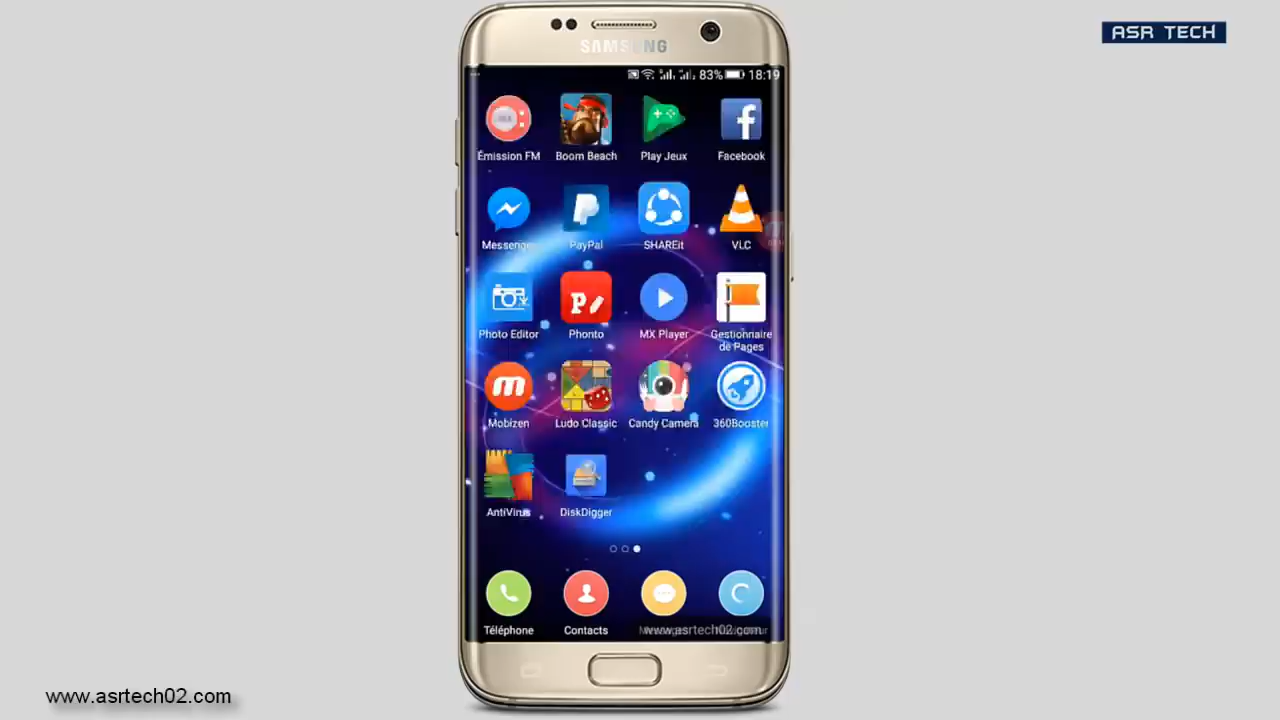 ASR TECH
SAMSUNG
83% 18:19
Émission FM
Boom Beach
Play Jeux
Facebook
Messenger
PayPal
SHAREit
VLC
Photo Editor
Phonto
MX Player
Gestionnaire
de Pages
Mobizen
Ludo Classic
Candy Camera
360Booster
AntiVirus
DiskDigger
Téléphone
Contacts
www.asrtech02.com
www.asrtech02.com